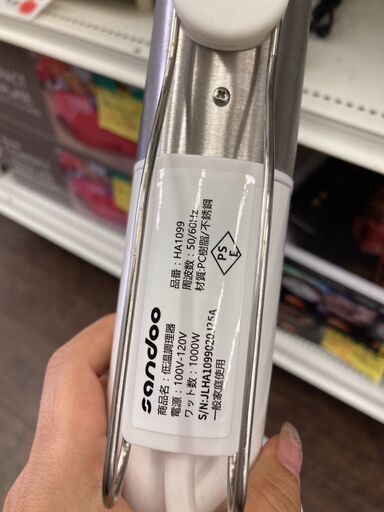 sandoo
商品名：低温調理器
電源：100V-120V
ワット数：1000W
S/N:JLHA1099020J25A
一般家庭使用
品番：HA1099
周波数：50/60Hz
材質:PC樹脂/不銹鋼
PS
E